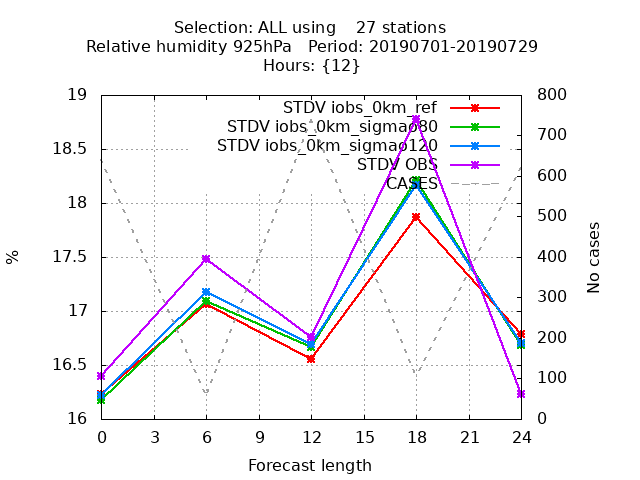 Selection: ALL using    27 stations
Relative humidity 925hPa   Period: 20190701-20190729
Hours: {12}
19
18.5
18
17.5
17
16.5
16
%
800
700
600
500
400
300
200
100
0
No cases
STDV iobs_0km_ref
STDV iobs_0km_sigmao80
STDV iobs_0km_sigmao120
STDV OBS
CASES
0 3 6 9 12 15 18 21 24
Forecast length